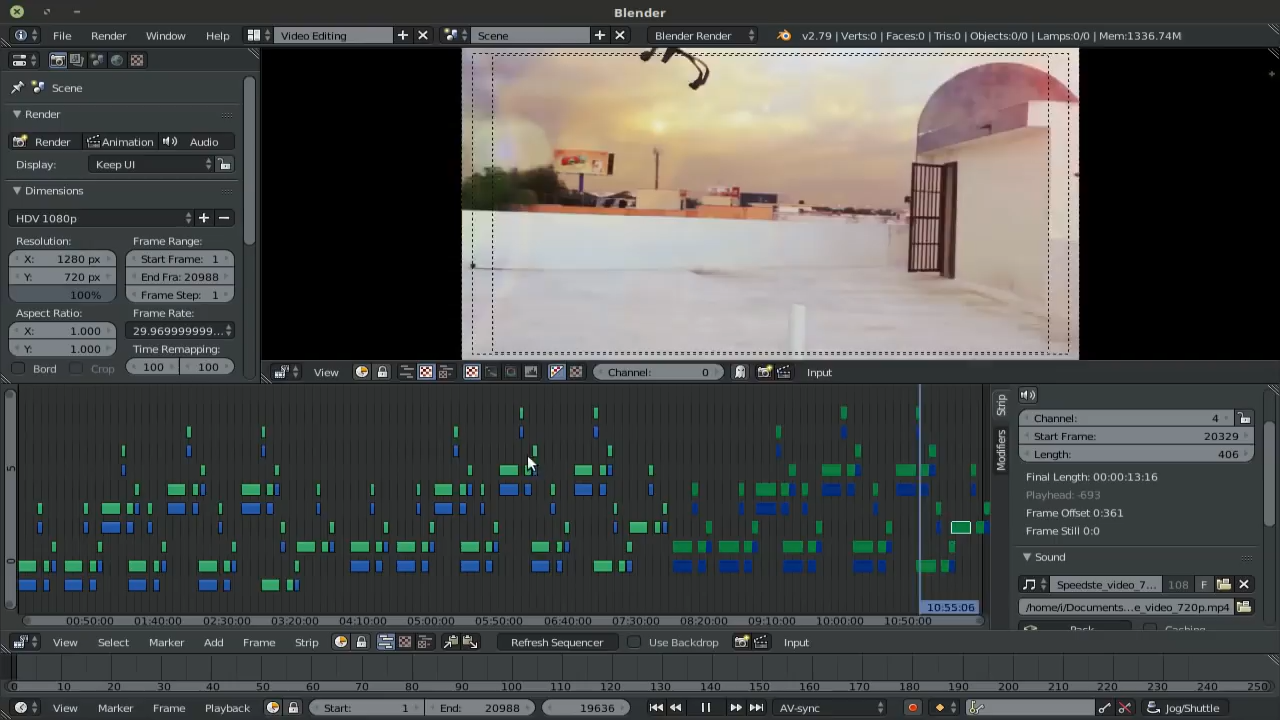 Blender
File Render Window Help Video Editing Scene Blender Render v2.79 | Verts:0 | Faces:0 | Tris:0 | Objects:0/0 | Lamps:0/0 | Mem:1336.74M
Scene
Render
Render Animation Audio
Display: Keep UI
Dimensions
HDV 1080p
Resolution: Frame Range:
X: 1280 px Start Frame: 1
Y: 720 px End Fra: 20988
100% Frame Step: 1
Aspect Ratio: Frame Rate:
X: 1.000 29.969999999...
Y: 1.000 Time Remapping:
Bord Crop 100 100
View Channel: 0 Input
5
0
00:50:00 01:40:00 02:30:00 03:20:00 04:10:00 05:00:00 05:50:00 06:40:00 07:30:00 08:20:00 09:10:00 10:00:00 10:50:00
10:55:06
Strip
Modifiers
Channel: 4
Start Frame: 20329
Length: 406
Final Length: 00:00:13:16
Playhead: -693
Frame Offset 0:361
Frame Still 0:0
Sound
Speedste_video_7... 108 F
/home/i/Documents...e_video_720p.mp4
Pack Caching
View Select Marker Add Frame Strip Refresh Sequencer Use Backdrop Input
0 10 20 30 40 50 60 70 80 90 100 110 120 130 140 150 160 170 180 190 200 210 220 230 240 250
View Marker Frame Playback Start: 1 End: 20988 19636 AV-sync Jog/Shuttle